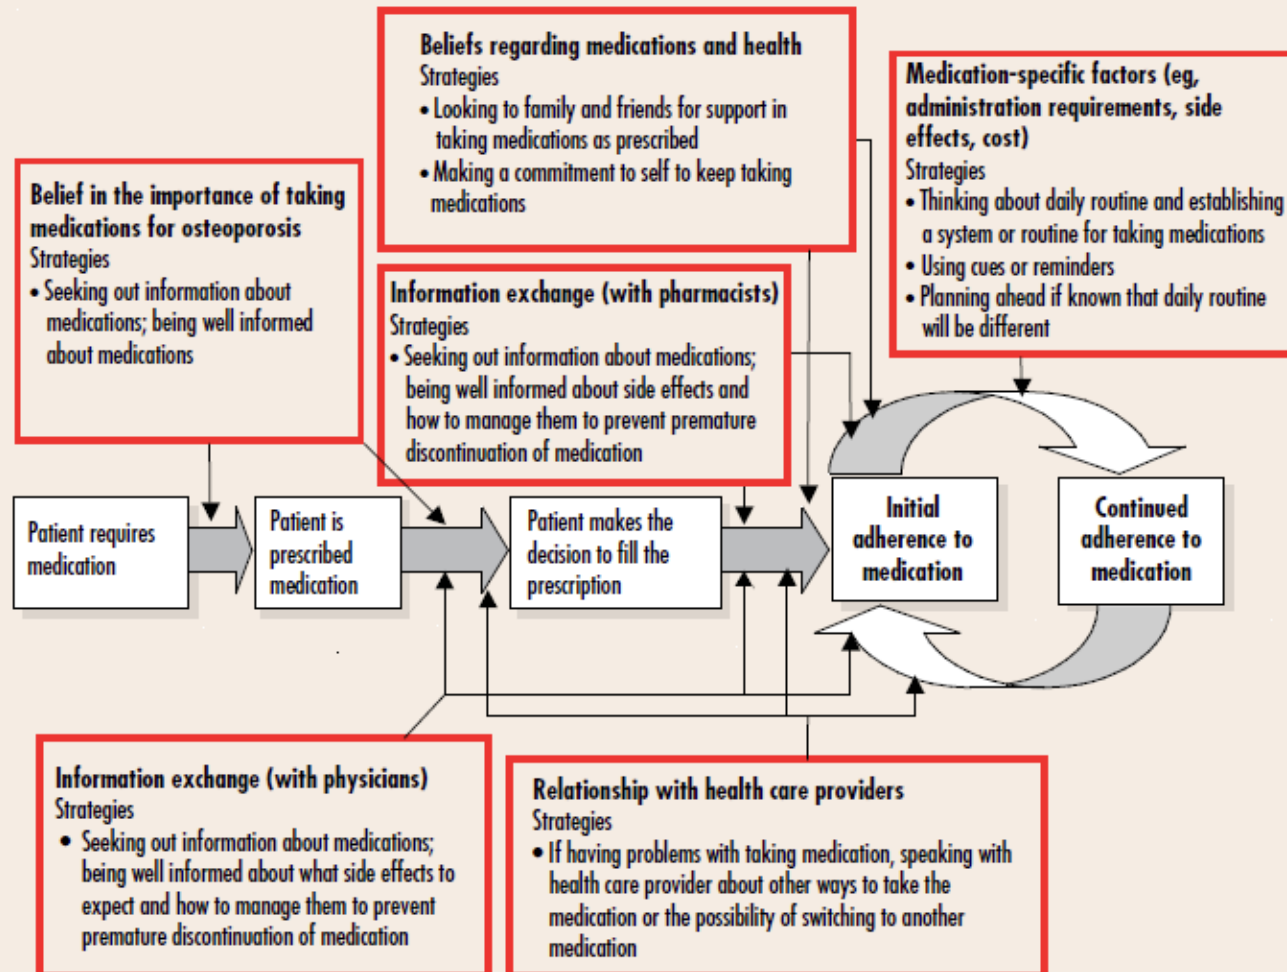 Beliefs regarding medications and health
Strategies
• Looking to family and friends for support in
taking medications as prescribed
• Making a commitment to self to keep taking
medications
Medication-specific factors (eg,
administration requirements, side
effects, cost)
Strategies
• Thinking about daily routine and establishing
a system or routine for taking medications
• Using cues or reminders
• Planning ahead if known that daily routine
will be different
Belief in the importance of taking
medications for osteoporosis
Strategies
• Seeking out information about
medications; being well informed
about medications
Information exchange (with pharmacists)
Strategies
• Seeking out information about medications;
being well informed about side effects and
how to manage them to prevent premature
discontinuation of medication
Patient requires
medication
Patient is
prescribed
medication
Patient makes the
decision to fill the
prescription
Initial
adherence to
medication
Continued
adherence to
medication
Information exchange (with physicians)
Strategies
• Seeking out information about medications;
being well informed about what side effects to
expect and how to manage them to prevent
premature discontinuation of medication
Relationship with health care providers
Strategies
• If having problems with taking medication, speaking with
health care provider about other ways to take the
medication or the possibility of switching to another
medication